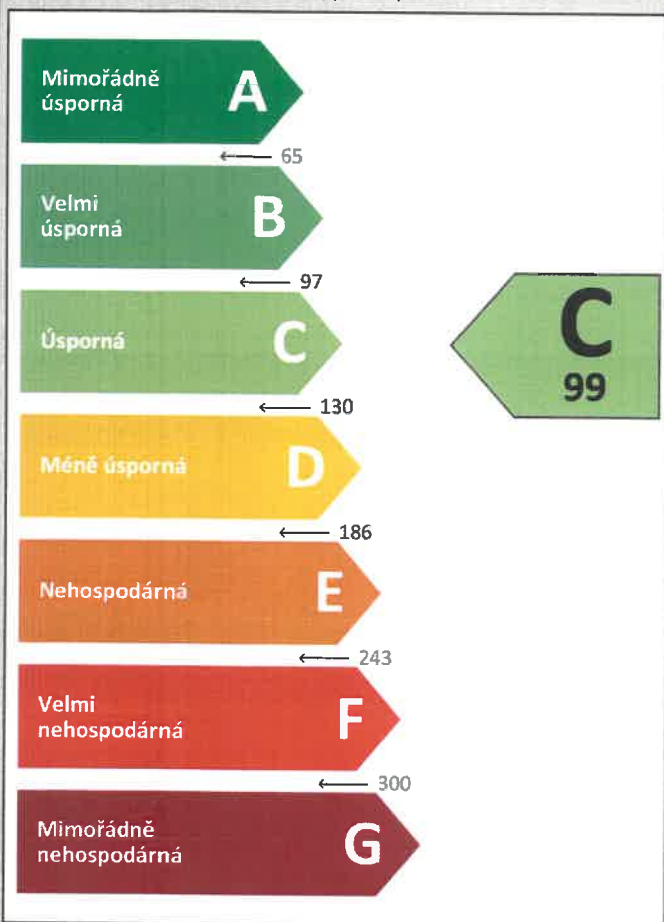 Mimořádně
úsporná
A
← 65
Velmi
úsporná
B
← 97
Úsporná
C
C
99
← 130
Méně úsporná
D
← 186
Nehospodárná
E
← 243
Velmi
nehospodárná
F
← 300
Mimořádně
nehospodárná
G